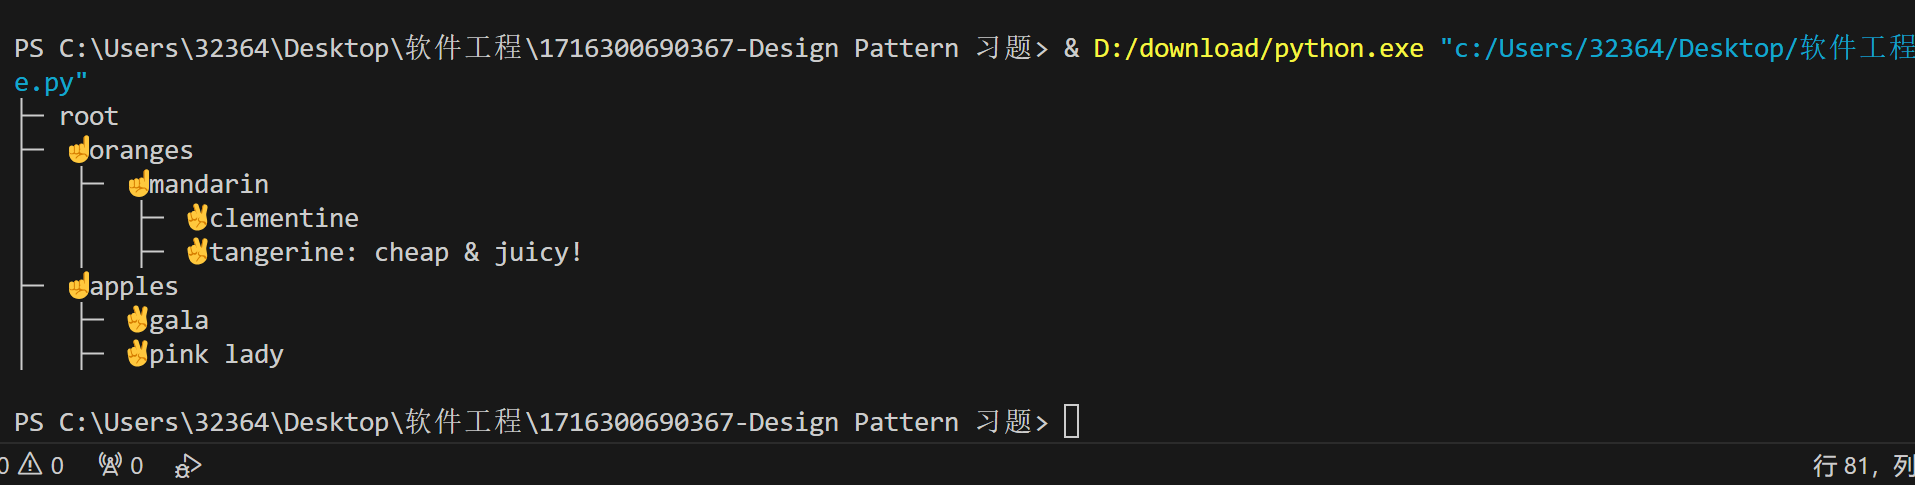 PS C:\Users\32364\Desktop\软件工程\1716300690367-Design Pattern 习题> & D:/download/python.exe "c:/Users/32364/Desktop/软件工程
e.py"
├─ root
├─ ☝oranges
│   ├─ ☝mandarin
│   │   ├─ ✌clementine
│   │   ├─ ✌tangerine: cheap & juicy!
├─ ☝apples
│   ├─ ✌gala
│   ├─ ✌pink lady
PS C:\Users\32364\Desktop\软件工程\1716300690367-Design Pattern 习题>
0 0 0 行 81，列